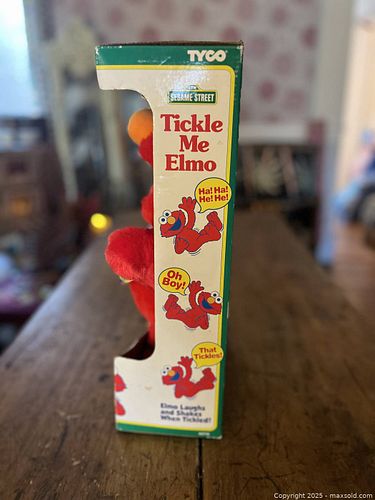 TYCO
SESAME STREET
Tickle
Me
Elmo
Ha! Ha!
He! He!
Oh
Boy!
That
Tickles!
Elmo Laughs
and Shakes
When Tickled!
Copyright 2025 - maxsold.com